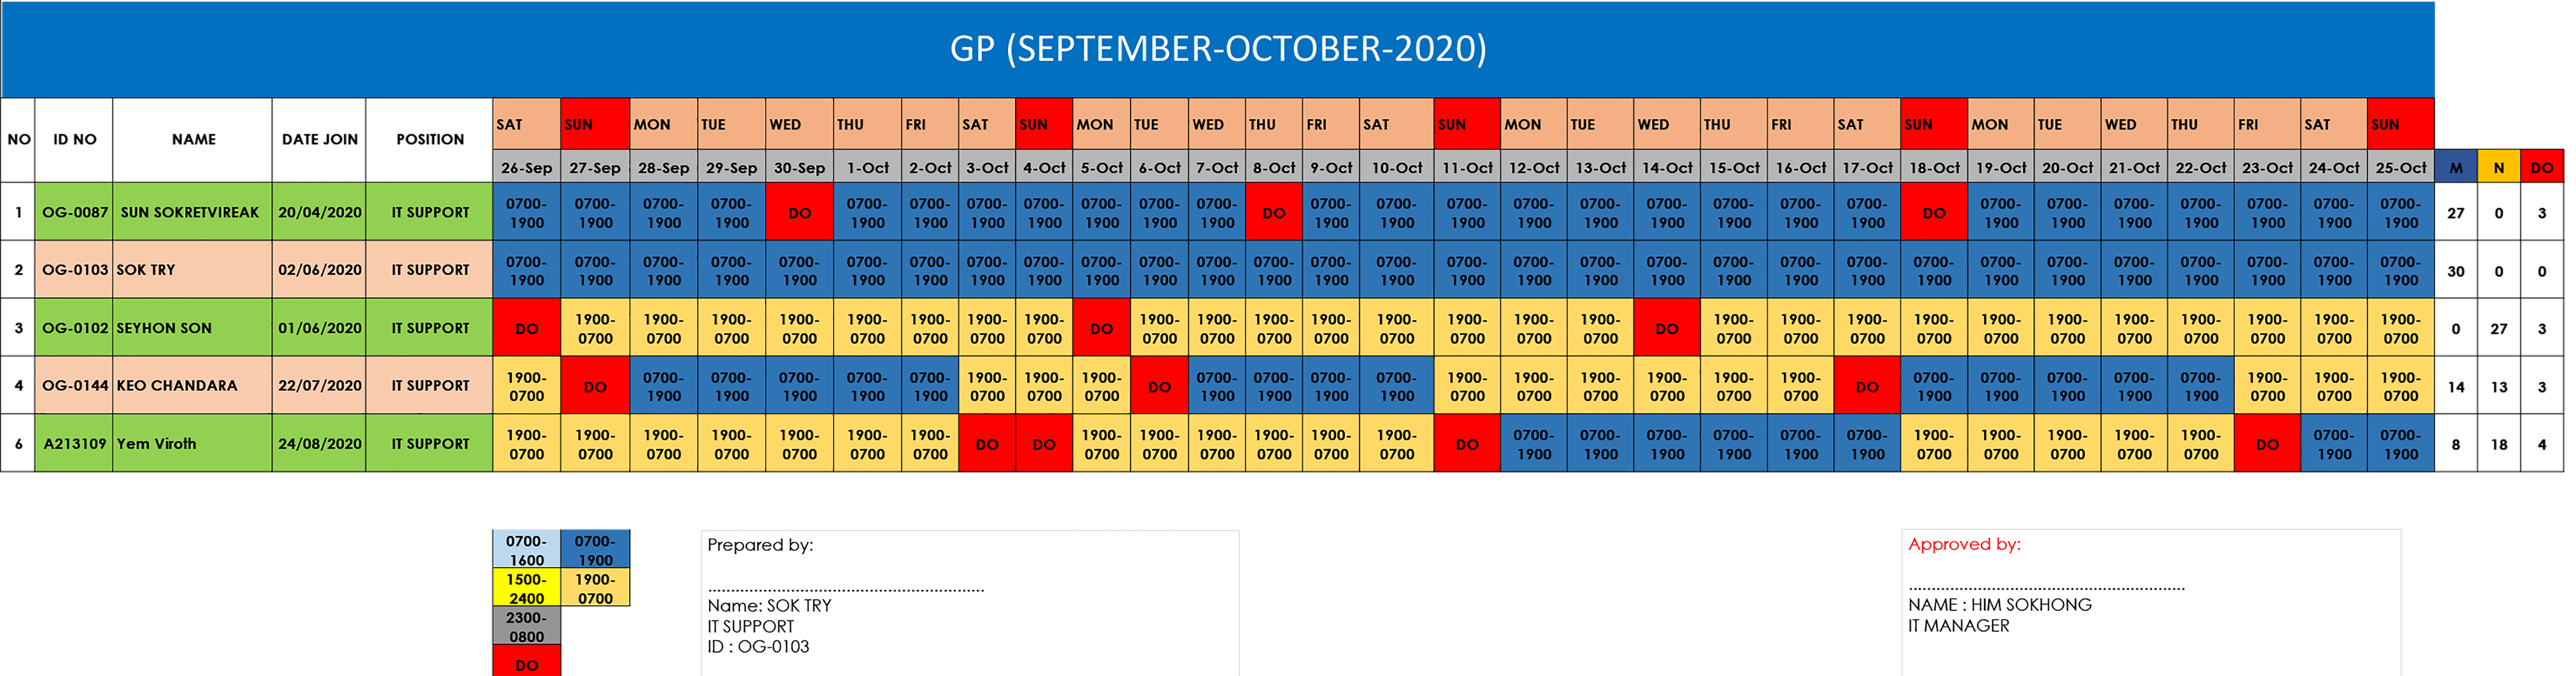 GP (SEPTEMBER-OCTOBER-2020)
NO ID NO NAME DATE JOIN POSITION SAT SUN MON TUE WED THU FRI SAT SUN MON TUE WED THU FRI SAT SUN MON TUE WED THU FRI SAT SUN MON TUE WED THU FRI SAT SUN
26-Sep 27-Sep 28-Sep 29-Sep 30-Sep 1-Oct 2-Oct 3-Oct 4-Oct 5-Oct 6-Oct 7-Oct 8-Oct 9-Oct 10-Oct 11-Oct 12-Oct 13-Oct 14-Oct 15-Oct 16-Oct 17-Oct 18-Oct 19-Oct 20-Oct 21-Oct 22-Oct 23-Oct 24-Oct 25-Oct M N DO
1 OG-0087 SUN SOKRETVIREAK 20/04/2020 IT SUPPORT 0700-1900 0700-1900 0700-1900 0700-1900 DO 0700-1900 0700-1900 0700-1900 0700-1900 0700-1900 0700-1900 0700-1900 DO 0700-1900 0700-1900 0700-1900 0700-1900 0700-1900 0700-1900 0700-1900 0700-1900 0700-1900 DO 0700-1900 0700-1900 0700-1900 0700-1900 0700-1900 0700-1900 0700-1900 27 0 3
2 OG-0103 SOK TRY 02/06/2020 IT SUPPORT 0700-1900 0700-1900 0700-1900 0700-1900 0700-1900 0700-1900 0700-1900 0700-1900 0700-1900 0700-1900 0700-1900 0700-1900 0700-1900 0700-1900 0700-1900 0700-1900 0700-1900 0700-1900 0700-1900 0700-1900 0700-1900 0700-1900 0700-1900 0700-1900 0700-1900 0700-1900 0700-1900 0700-1900 0700-1900 0700-1900 30 0 0
3 OG-0102 SEYHON SON 01/06/2020 IT SUPPORT DO 1900-0700 1900-0700 1900-0700 1900-0700 1900-0700 1900-0700 1900-0700 1900-0700 DO 1900-0700 1900-0700 1900-0700 1900-0700 1900-0700 1900-0700 1900-0700 1900-0700 DO 1900-0700 1900-0700 1900-0700 1900-0700 1900-0700 1900-0700 1900-0700 1900-0700 1900-0700 1900-0700 1900-0700 0 27 3
4 OG-0144 KEO CHANDARA 22/07/2020 IT SUPPORT 1900-0700 DO 0700-1900 0700-1900 0700-1900 0700-1900 0700-1900 1900-0700 1900-0700 1900-0700 DO 0700-1900 0700-1900 0700-1900 0700-1900 1900-0700 1900-0700 1900-0700 1900-0700 1900-0700 1900-0700 DO 0700-1900 0700-1900 0700-1900 0700-1900 0700-1900 1900-0700 1900-0700 1900-0700 14 13 3
6 A213109 Yem Viroth 24/08/2020 IT SUPPORT 1900-0700 1900-0700 1900-0700 1900-0700 1900-0700 1900-0700 1900-0700 DO DO 1900-0700 1900-0700 1900-0700 1900-0700 1900-0700 1900-0700 DO 0700-1900 0700-1900 0700-1900 0700-1900 0700-1900 0700-1900 1900-0700 1900-0700 1900-0700 1900-0700 1900-0700 DO 0700-1900 0700-1900 8 18 4
0700-1600 0700-1900
1500-2400 1900-0700
2300-0800
DO
Prepared by:
............................................................
Name: SOK TRY
IT SUPPORT
ID : OG-0103
Approved by:
............................................................
NAME : HIM SOKHONG
IT MANAGER